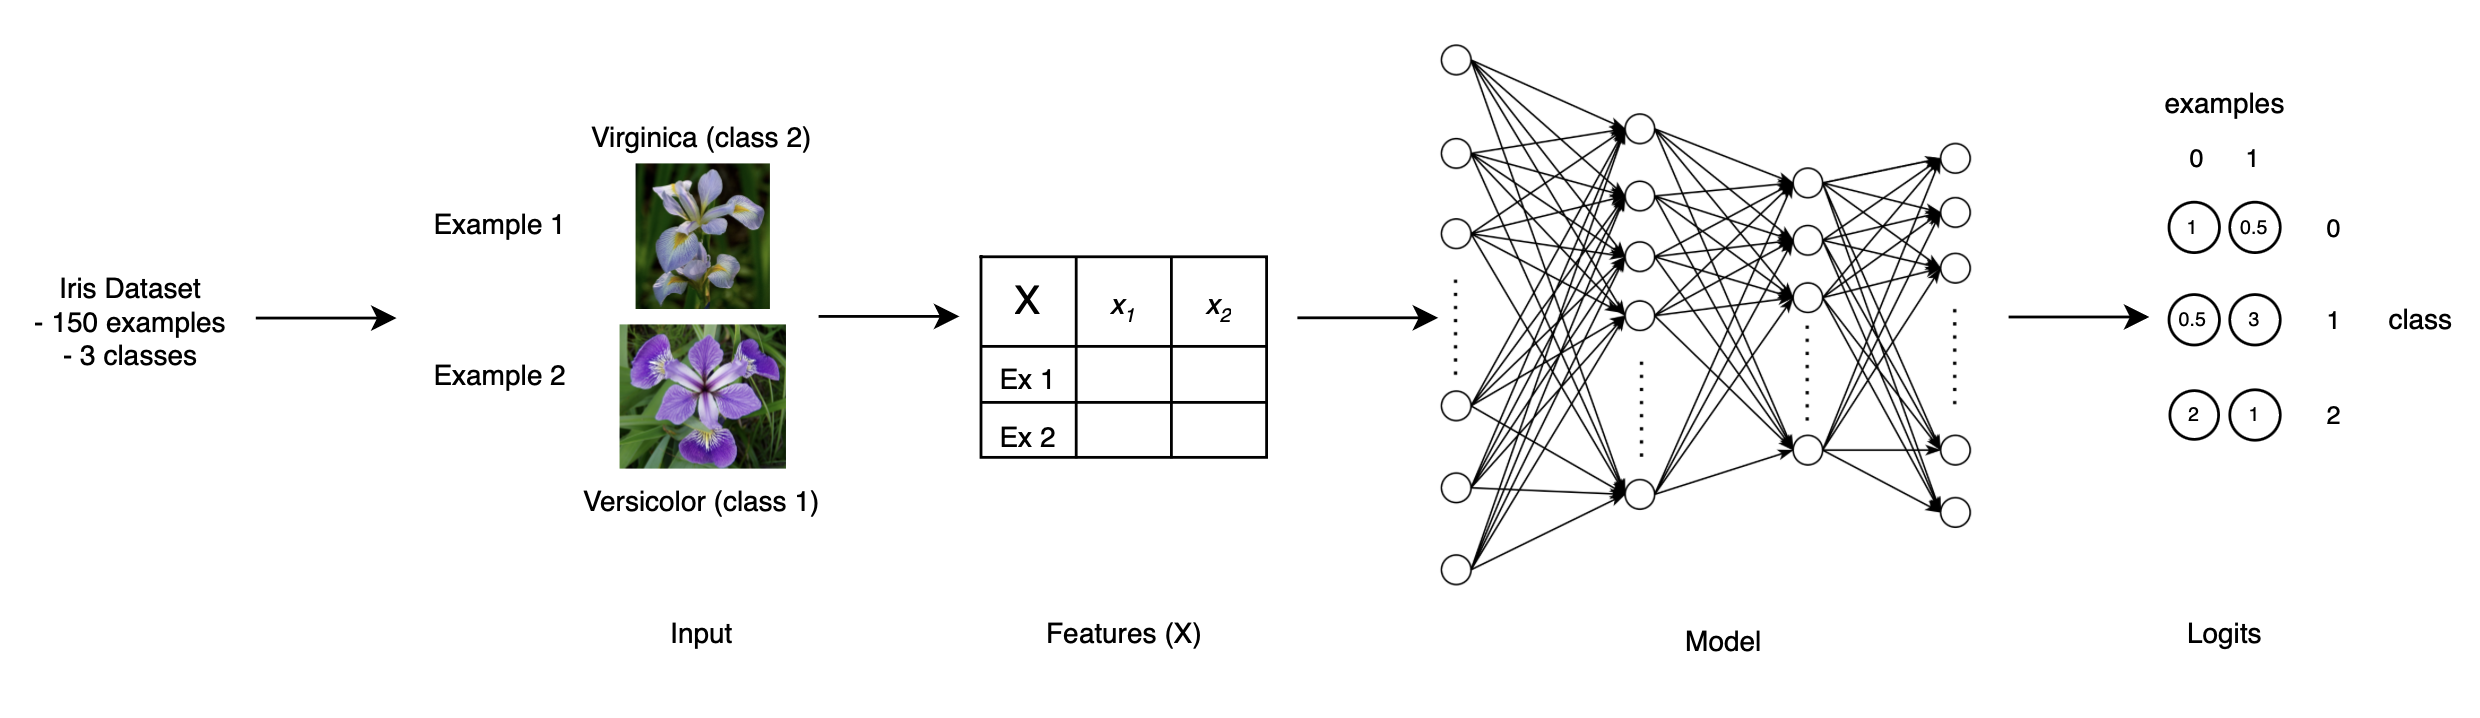 Iris Dataset
- 150 examples
- 3 classes
Virginica (class 2)
Example 1
Example 2
Versicolor (class 1)
Input
X x1 x2
Ex 1
Ex 2
Features (X)
Model
examples
0 1
1 0.5 0
0.5 3 1 class
2 1 2
Logits